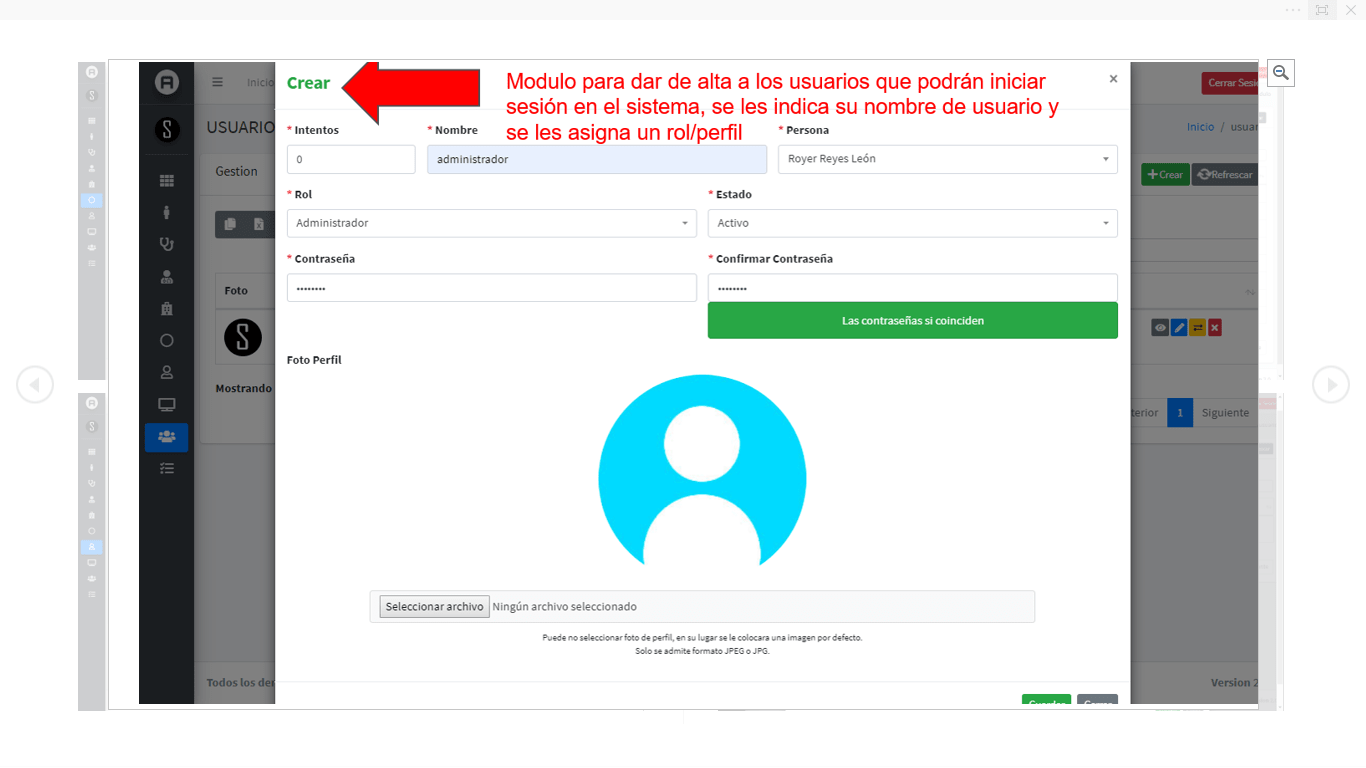 Inicio
Crear
Modulo para dar de alta a los usuarios que podrán iniciar
sesión en el sistema, se les indica su nombre de usuario y
se les asigna un rol/perfil
×
Cerrar Sesi
USUARIO
Inicio / usuar
* Intentos
* Nombre
* Persona
0
administrador
Royer Reyes León
Gestion
Crear
Refrescar
* Rol
* Estado
Administrador
Activo
* Contraseña
* Confirmar Contraseña
••••••••
••••••••
Foto
Las contraseñas si coinciden
S
Foto Perfil
Mostrando
terior
1
Siguiente
Seleccionar archivo
Ningún archivo seleccionado
Puede no seleccionar foto de perfil, en su lugar se le colocara una imagen por defecto.
Solo se admite formato JPEG o JPG.
Todos los der
Version 2